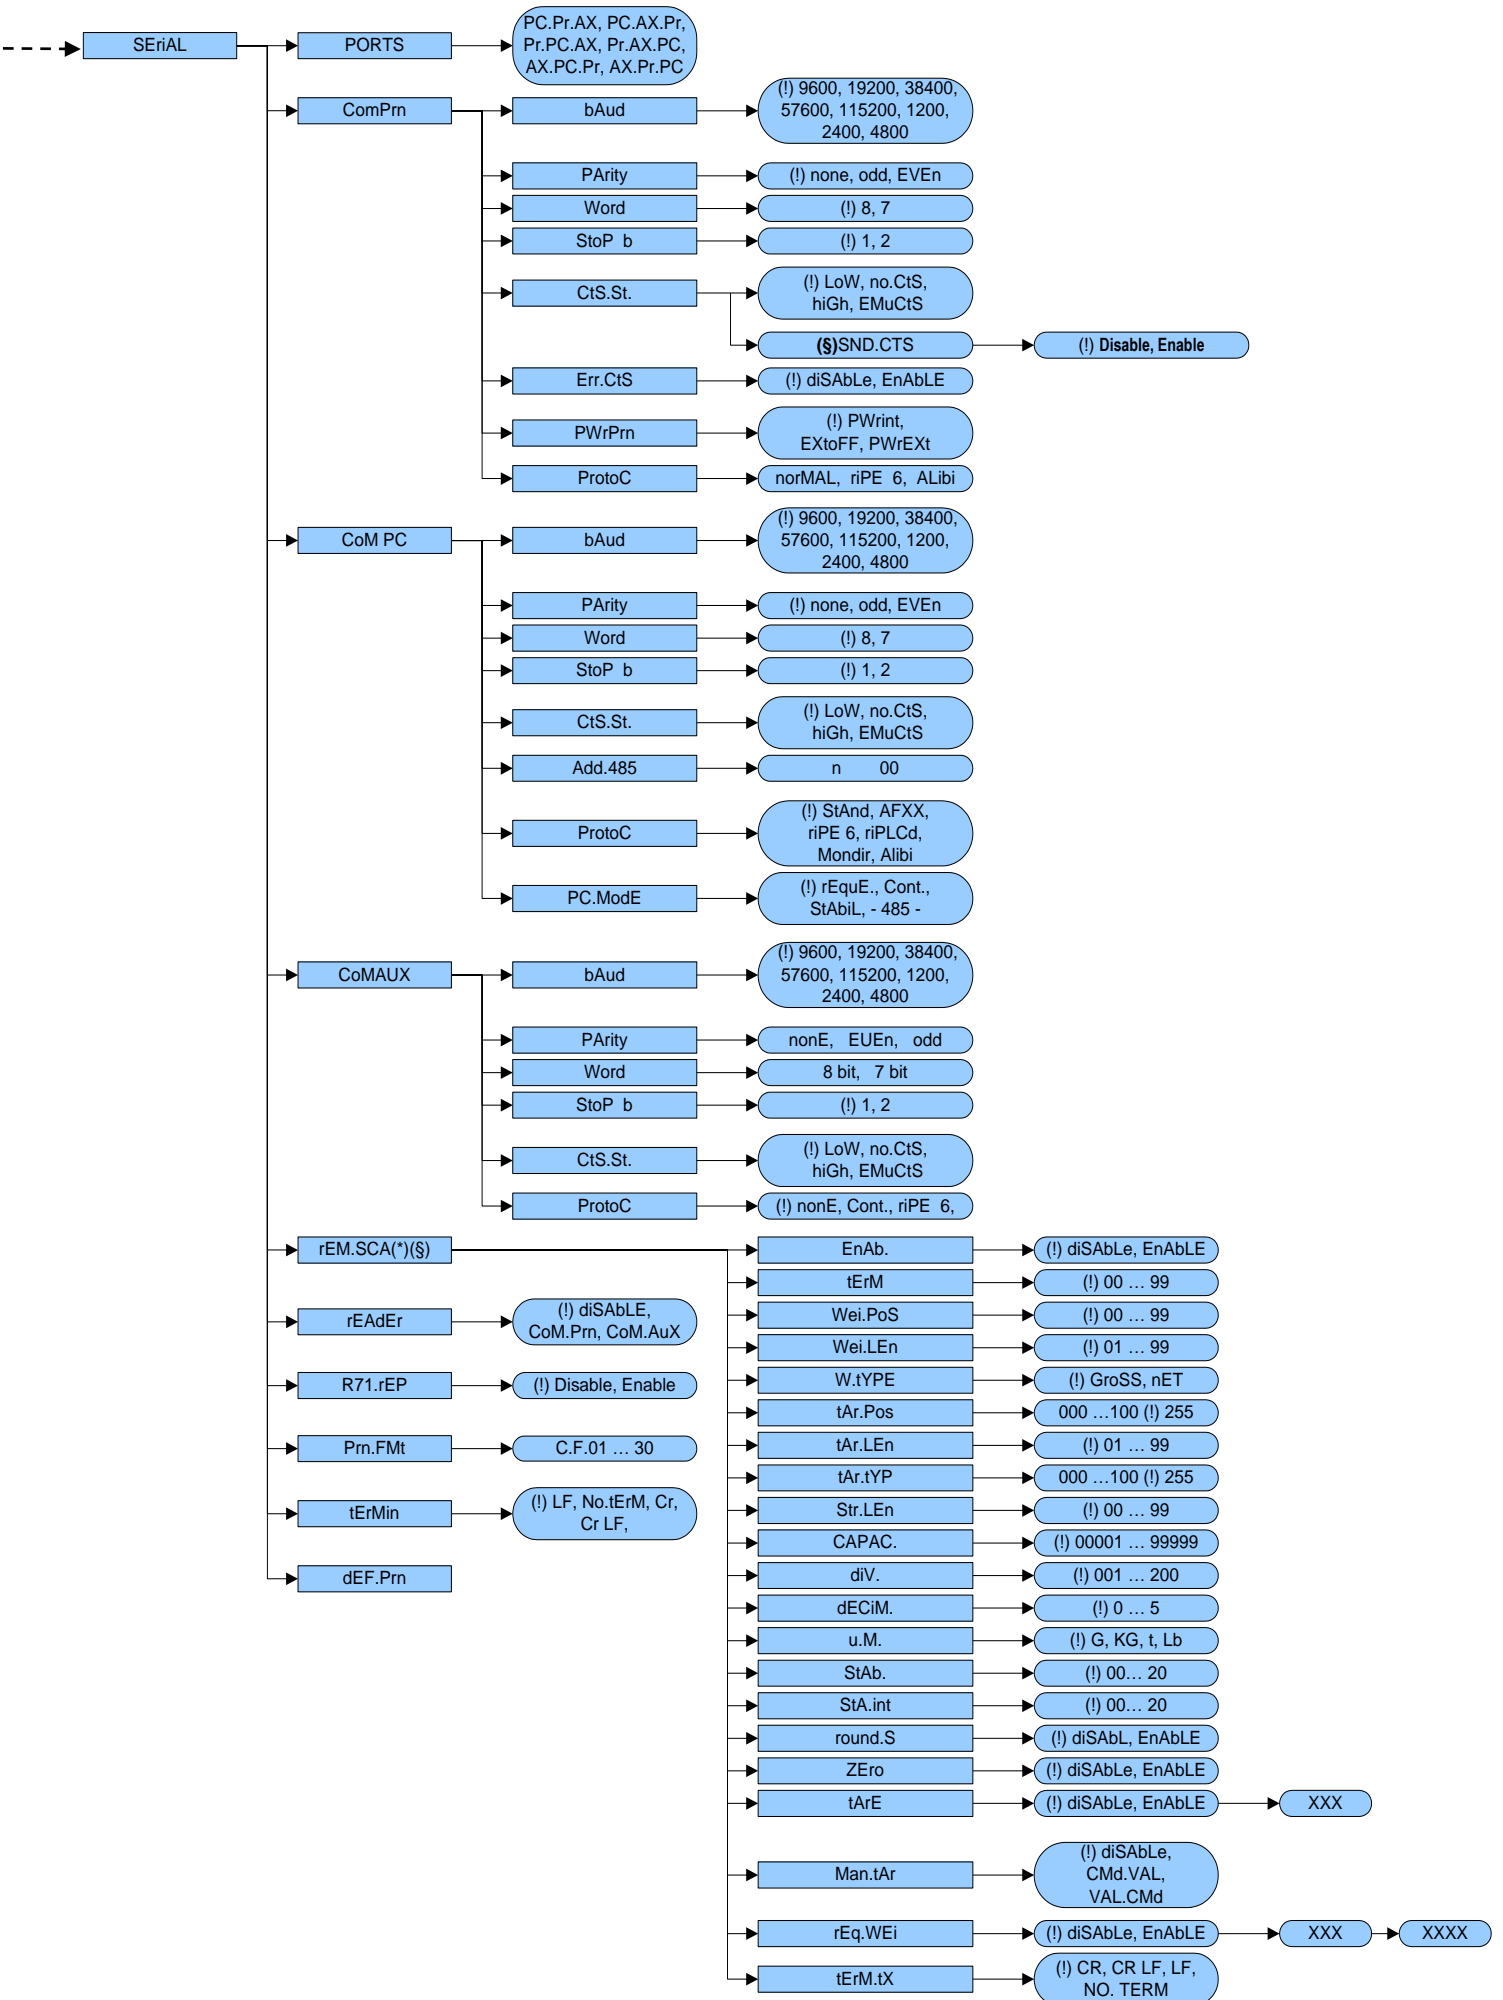 SEriAL
PORTS
PC.Pr.AX, PC.AX.Pr,
Pr.PC.AX, Pr.AX.PC,
AX.PC.Pr, AX.Pr.PC
ComPrn
bAud
(!) 9600, 19200, 38400,
57600, 115200, 1200,
2400, 4800
PArity
(!) none, odd, EVEn
Word
(!) 8, 7
StoP b
(!) 1, 2
CtS.St.
(!) LoW, no.CtS,
hiGh, EMuCtS
(§)SND.CTS
(!) Disable, Enable
Err.CtS
(!) diSAbLe, EnAbLE
PWrPrn
(!) PWrint,
EXtoFF, PWrEXt
ProtoC
norMAL, riPE 6, ALibi
CoM PC
bAud
(!) 9600, 19200, 38400,
57600, 115200, 1200,
2400, 4800
PArity
(!) none, odd, EVEn
Word
(!) 8, 7
StoP b
(!) 1, 2
CtS.St.
(!) LoW, no.CtS,
hiGh, EMuCtS
Add.485
n 00
ProtoC
(!) StAnd, AFXX,
riPE 6, riPLCd,
Mondir, Alibi
PC.ModE
(!) rEquE., Cont.,
StAbiL, - 485 -
CoMAUX
bAud
(!) 9600, 19200, 38400,
57600, 115200, 1200,
2400, 4800
PArity
nonE, EUEn, odd
Word
8 bit, 7 bit
StoP b
(!) 1, 2
CtS.St.
(!) LoW, no.CtS,
hiGh, EMuCtS
ProtoC
(!) nonE, Cont., riPE 6,
rEM.SCA(*)(§)
EnAb.
(!) diSAbLe, EnAbLE
tErM
(!) 00 … 99
Wei.PoS
(!) 00 … 99
Wei.LEn
(!) 01 … 99
W.tYPE
(!) GroSS, nET
tAr.Pos
000 …100 (!) 255
tAr.LEn
(!) 01 … 99
tAr.tYP
000 …100 (!) 255
Str.LEn
(!) 00 … 99
CAPAC.
(!) 00001 … 99999
diV.
(!) 001 … 200
dECiM.
(!) 0 … 5
u.M.
(!) G, KG, t, Lb
StAb.
(!) 00… 20
StA.int
(!) 00… 20
round.S
(!) diSAbL, EnAbLE
ZEro
(!) diSAbLe, EnAbLE
tArE
(!) diSAbLe, EnAbLE
XXX
Man.tAr
(!) diSAbLe,
CMd.VAL,
VAL.CMd
rEq.WEi
(!) diSAbLe, EnAbLE
XXX
XXXX
tErM.tX
(!) CR, CR LF, LF,
NO. TERM
rEAdEr
(!) diSAbLE,
CoM.Prn, CoM.AuX
R71.rEP
(!) Disable, Enable
Prn.FMt
C.F.01 … 30
tErMin
(!) LF, No.tErM, Cr,
Cr LF,
dEF.Prn